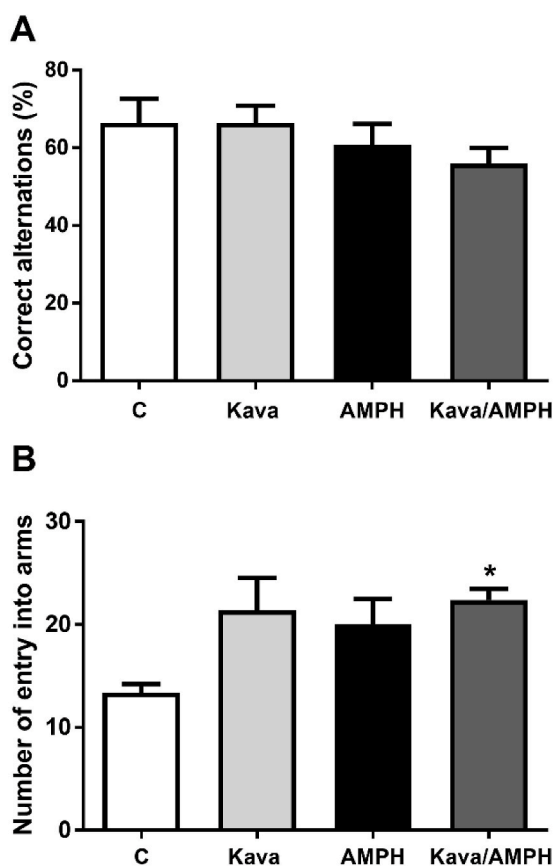 A
Correct alternations (%)
80
60
40
20
0
C Kava AMPH Kava/AMPH
B
Number of entry into arms
30
20
10
0
*
C Kava AMPH Kava/AMPH